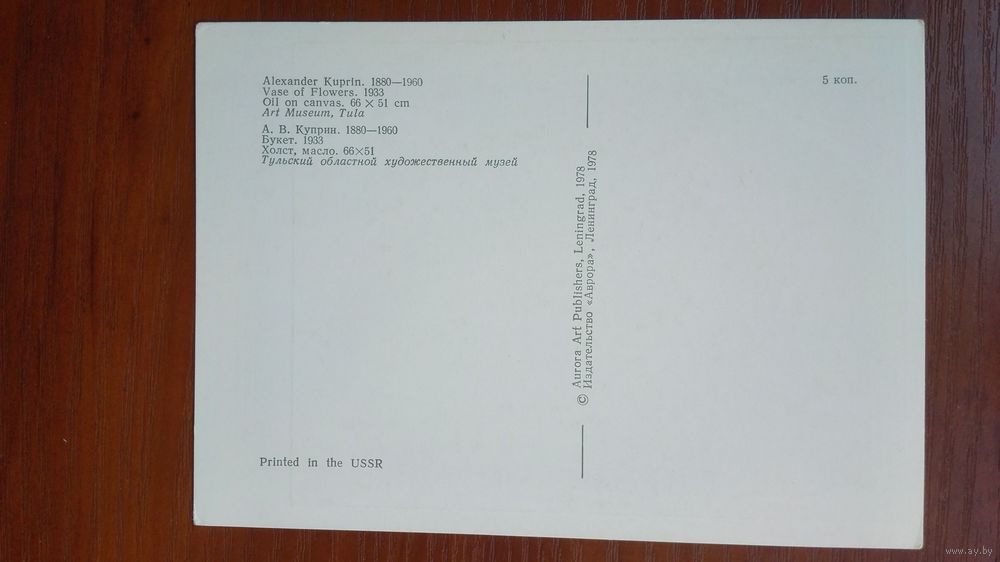 Alexander Kuprin. 1880—1960
Vase of Flowers. 1933
Oil on canvas. 66 × 51 cm
Art Museum, Tula
А. В. Куприн. 1880—1960
Букет. 1933
Холст, масло. 66×51
Тульский областной художественный музей
Printed in the USSR
© Aurora Art Publishers, Leningrad, 1978
Издательство «Аврора», Ленинград, 1978
5 коп.
www.ay.by